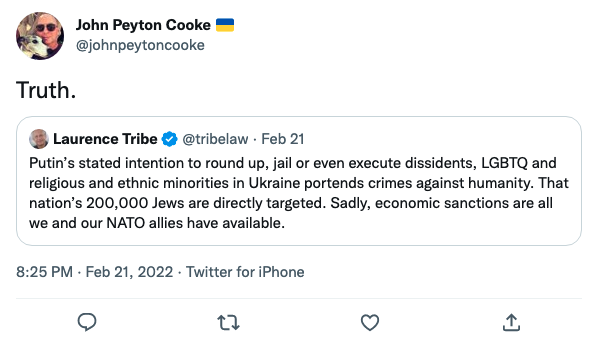 John Peyton Cooke 🇺🇦
@johnpeytoncooke
Truth.
Laurence Tribe @tribelaw · Feb 21
Putin’s stated intention to round up, jail or even execute dissidents, LGBTQ and
religious and ethnic minorities in Ukraine portends crimes against humanity. That
nation’s 200,000 Jews are directly targeted. Sadly, economic sanctions are all
we and our NATO allies have available.
8:25 PM · Feb 21, 2022 · Twitter for iPhone